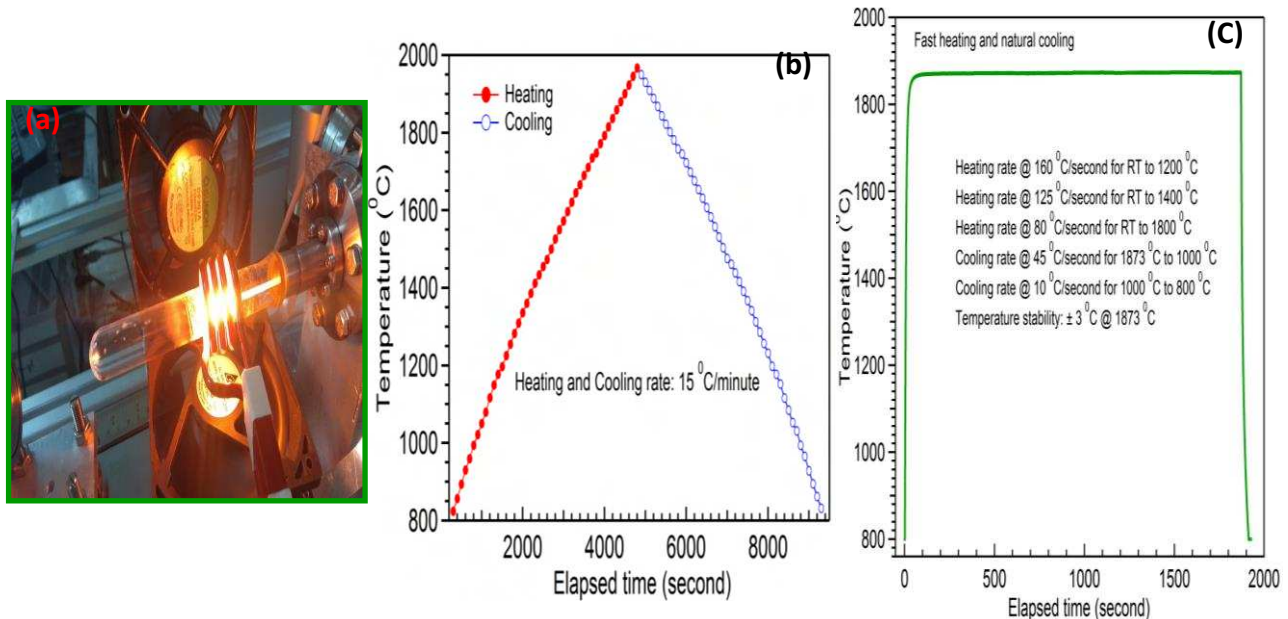 (a)
(b)
2000
1800
1600
1400
1200
1000
800
Temperature (⁰C)
Heating
Cooling
Heating and Cooling rate: 15 ⁰C/minute
2000
4000
6000
8000
Elapsed time (second)
(C)
2000
1800
1600
1400
1200
1000
800
Temperature (⁰C)
Fast heating and natural cooling
Heating rate @ 160 ⁰C/second for RT to 1200 ⁰C
Heating rate @ 125 ⁰C/second for RT to 1400 ⁰C
Heating rate @ 80 ⁰C/second for RT to 1800 ⁰C
Cooling rate @ 45 ⁰C/second for 1873 ⁰C to 1000 ⁰C
Cooling rate @ 10 ⁰C/second for 1000 ⁰C to 800 ⁰C
Temperature stability: ± 3 ⁰C @ 1873 ⁰C
0
500
1000
1500
2000
Elapsed time (second)